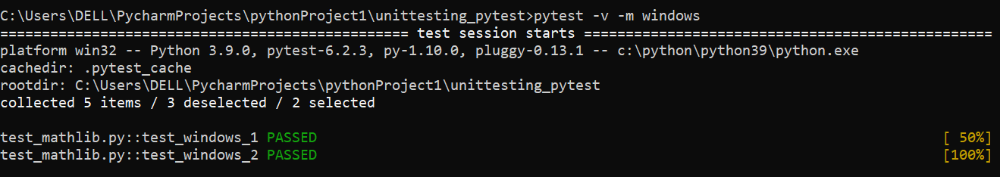 C:\Users\DELL\PycharmProjects\pythonProject1\unittesting_pytest>pytest -v -m windows
================================================= test session starts =================================================
platform win32 -- Python 3.9.0, pytest-6.2.3, py-1.10.0, pluggy-0.13.1 -- c:\python\python39\python.exe
cachedir: .pytest_cache
rootdir: C:\Users\DELL\PycharmProjects\pythonProject1\unittesting_pytest
collected 5 items / 3 deselected / 2 selected
test_mathlib.py::test_windows_1 PASSED [ 50%]
test_mathlib.py::test_windows_2 PASSED [100%]